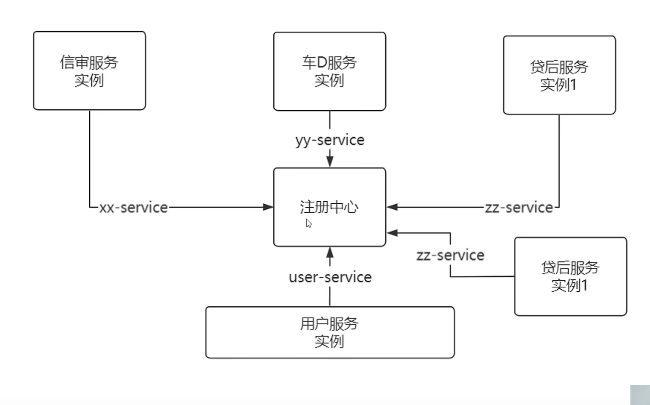 信审服务
实例
车D服务
实例
贷后服务
实例1
yy-service
注册中心
xx-service
zz-service
zz-service
贷后服务
实例1
user-service
用户服务
实例